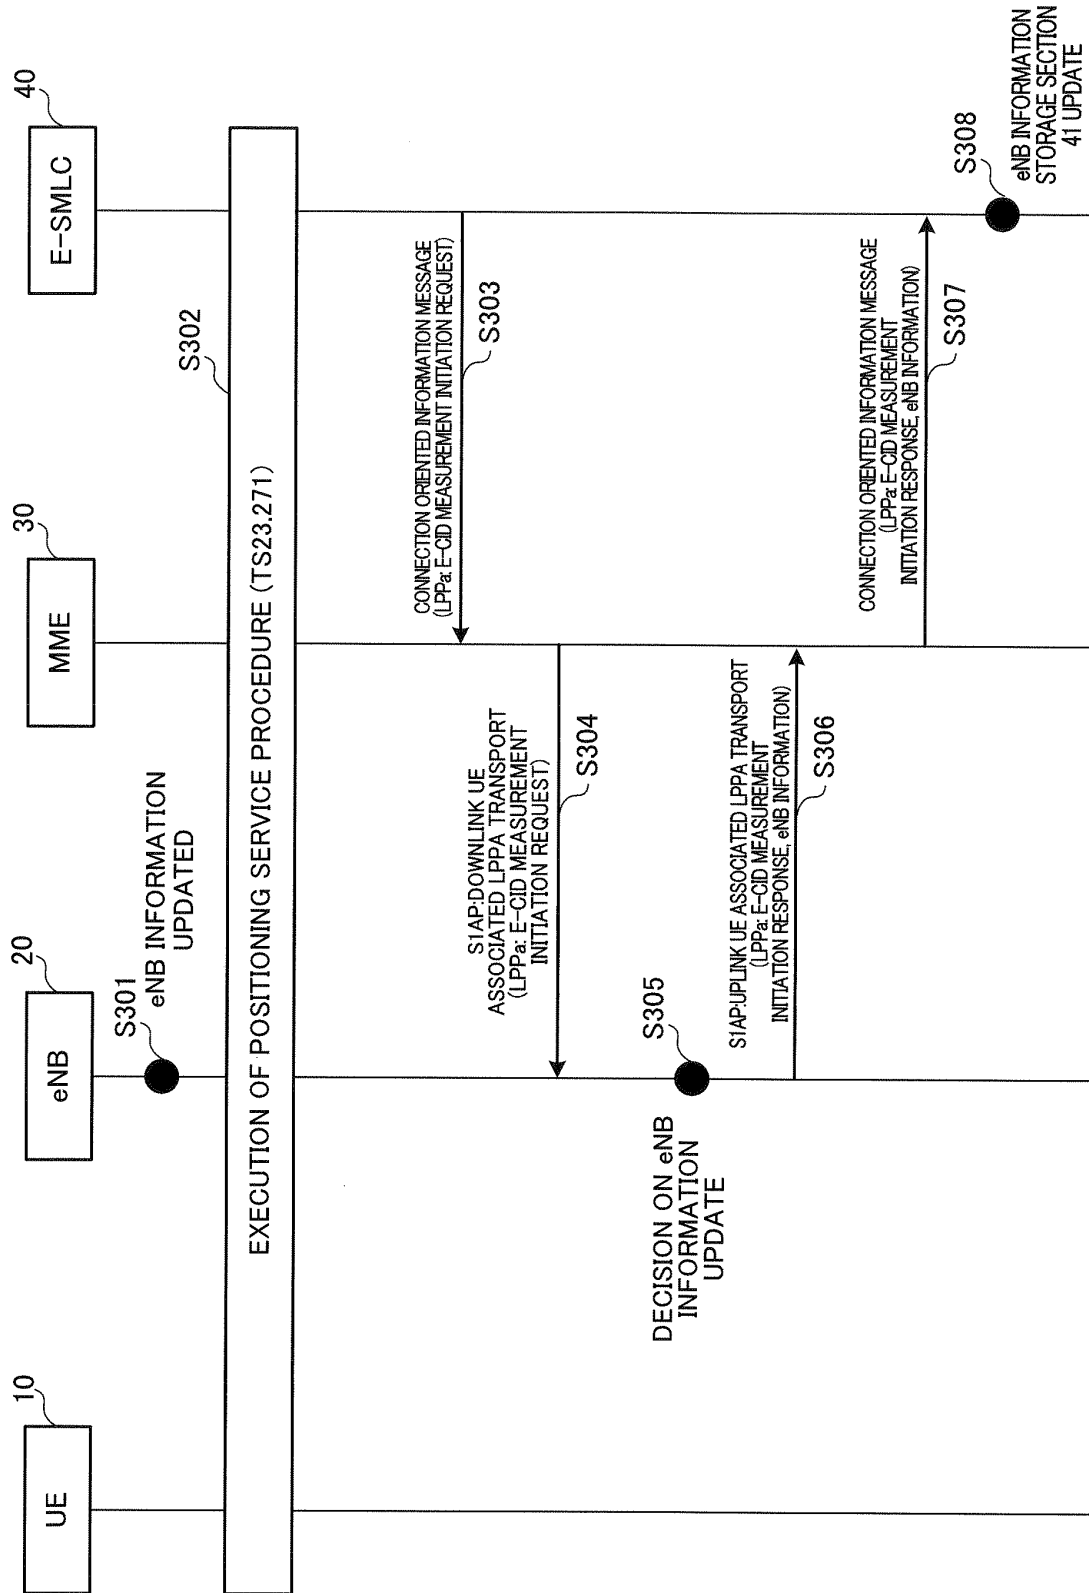 10
UE
20
eNB
30
MME
40
E-SMLC
S301
eNB INFORMATION
UPDATED
S302
EXECUTION OF POSITIONING SERVICE PROCEDURE (TS23.271)
CONNECTION ORIENTED INFORMATION MESSAGE
(LPPa: E-CID MEASUREMENT INITIATION REQUEST)
S303
S1AP:DOWNLINK UE
ASSOCIATED LPPA TRANSPORT
(LPPa: E-CID MEASUREMENT
INITIATION REQUEST)
S304
S305
DECISION ON eNB
INFORMATION
UPDATE
S1AP:UPLINK UE ASSOCIATED LPPA TRANSPORT
(LPPa: E-CID MEASUREMENT
INITIATION RESPONSE, eNB INFORMATION)
S306
CONNECTION ORIENTED INFORMATION MESSAGE
(LPPa: E-CID MEASUREMENT
INITIATION RESPONSE, eNB INFORMATION)
S307
S308
eNB INFORMATION
STORAGE SECTION
41 UPDATE